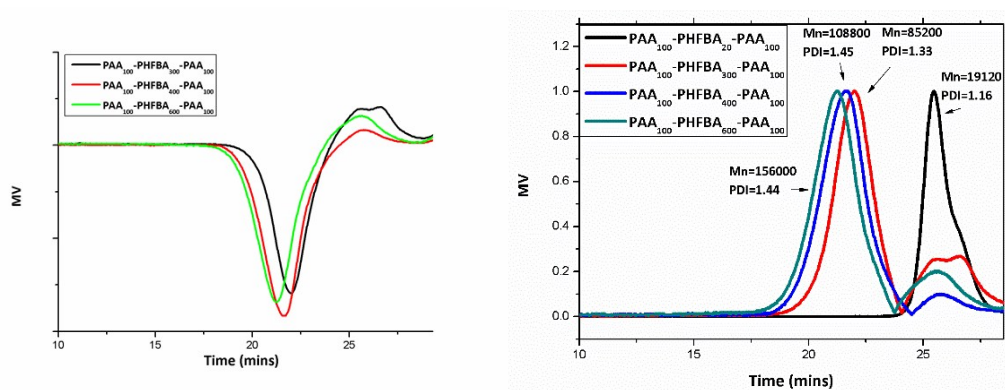 PAA100-PHFBA300-PAA100
PAA100-PHFBA400-PAA100
PAA100-PHFBA600-PAA100
MV
10 15 20 25
Time (mins)
PAA100-PHFBA20-PAA100
PAA100-PHFBA300-PAA100
PAA100-PHFBA400-PAA100
PAA100-PHFBA600-PAA100
Mn=108800
PDI=1.45
Mn=85200
PDI=1.33
Mn=19120
PDI=1.16
Mn=156000
PDI=1.44
MV
1.2
1.0
0.8
0.6
0.4
0.2
0.0
10 15 20 25
Time (mins)